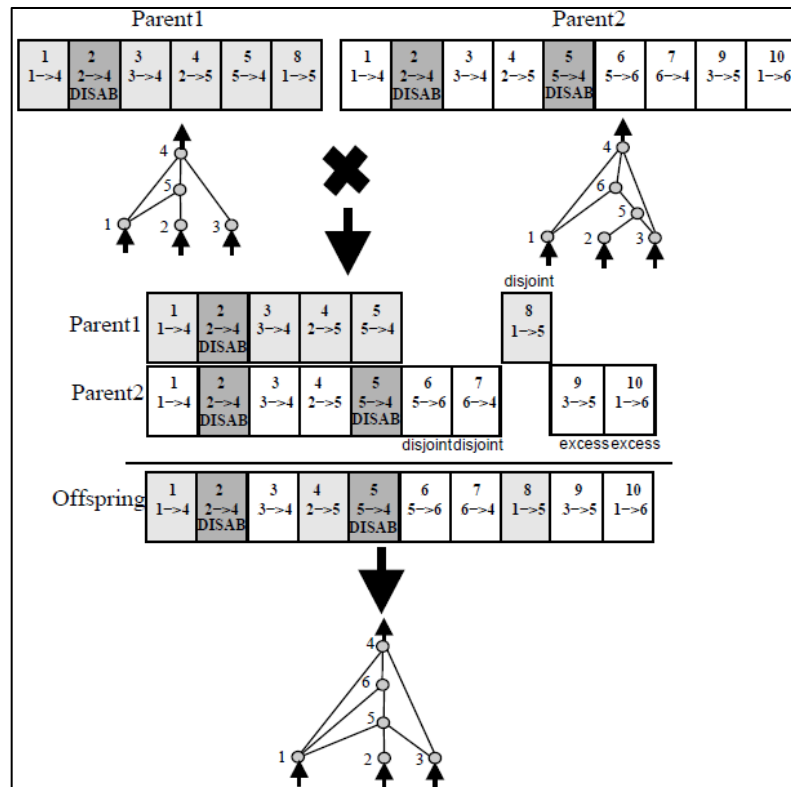 Parent1 Parent2
1 2 3 4 5 8 1 2 3 4 5 6 7 9 10
1->4 2->4 3->4 2->5 5->4 1->5 1->4 2->4 3->4 2->5 5->4 5->6 6->4 3->5 1->6
DISAB DISAB DISAB
4 4
5 6
5
1 2 3 1 2 3
disjoint
Parent1 1 2 3 4 5 8
1->4 2->4 3->4 2->5 5->4 1->5
DISAB
Parent2 1 2 3 4 5 6 7 9 10
1->4 2->4 3->4 2->5 5->4 5->6 6->4 3->5 1->6
DISAB DISAB
disjoint disjoint excess excess
Offspring 1 2 3 4 5 6 7 8 9 10
1->4 2->4 3->4 2->5 5->4 5->6 6->4 1->5 3->5 1->6
DISAB DISAB
4
6
5
1 2 3